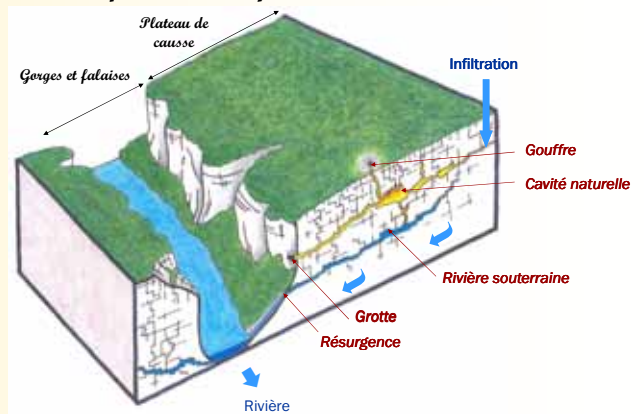 Plateau de
causse
Gorges et falaises
Infiltration
Gouffre
Cavité naturelle
Rivière souterraine
Grotte
Résurgence
Rivière